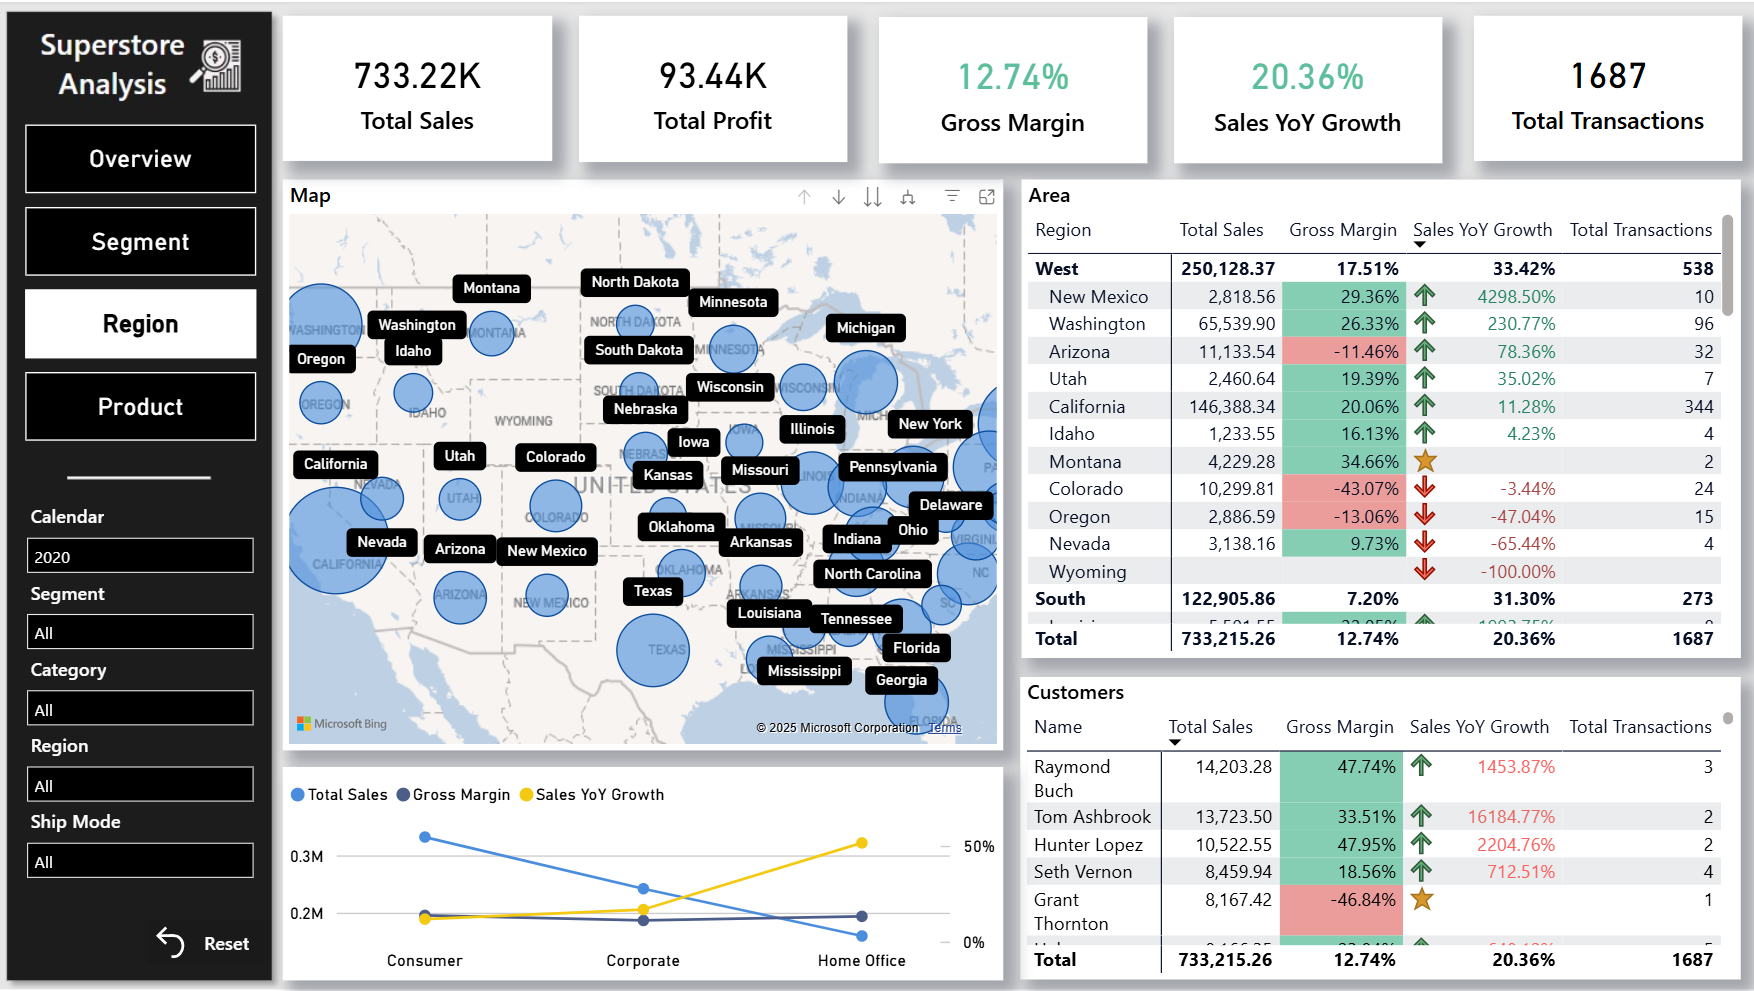 Superstore
Analysis
Overview
Segment
Region
Product
Calendar
2020
Segment
All
Category
All
Region
All
Ship Mode
All
Reset
733.22K
Total Sales
93.44K
Total Profit
12.74%
Gross Margin
20.36%
Sales YoY Growth
1687
Total Transactions
Map
Montana
North Dakota
Minnesota
Washington
Michigan
Idaho
Oregon
South Dakota
Wisconsin
Nebraska
New York
Illinois
Iowa
California
Utah
Colorado
Kansas
Missouri
Pennsylvania
Delaware
Oklahoma
Ohio
Nevada
Arizona
New Mexico
Arkansas
Indiana
North Carolina
Texas
Louisiana
Tennessee
Florida
Mississippi
Georgia
WASHINGTON
MONTANA
NORTH DAKOTA
MINNESOTA
OREGON
IDAHO
SOUTH DAKOTA
WYOMING
IOWA
NEVADA
UTAH
UNITED STATES
COLORADO
INDIANA
CALIFORNIA
OKLAHOMA
NC
ARIZONA
NEW MEXICO
ARKANSAS
SC
TEXAS
MISSISSIPPI
FLORIDA
Microsoft Bing
© 2025 Microsoft Corporation Terms
Total Sales Gross Margin Sales YoY Growth
0.3M
0.2M
50%
0%
Consumer Corporate Home Office
Area
Region Total Sales Gross Margin Sales YoY Growth Total Transactions
West 250,128.37 17.51% 33.42% 538
New Mexico 2,818.56 29.36% 4298.50% 10
Washington 65,539.90 26.33% 230.77% 96
Arizona 11,133.54 -11.46% 78.36% 32
Utah 2,460.64 19.39% 35.02% 7
California 146,388.34 20.06% 11.28% 344
Idaho 1,233.55 16.13% 4.23% 4
Montana 4,229.28 34.66% 2
Colorado 10,299.81 -43.07% -3.44% 24
Oregon 2,886.59 -13.06% -47.04% 15
Nevada 3,138.16 9.73% -65.44% 4
Wyoming -100.00%
South 122,905.86 7.20% 31.30% 273
Total 733,215.26 12.74% 20.36% 1687
Customers
Name Total Sales Gross Margin Sales YoY Growth Total Transactions
Raymond
Buch 14,203.28 47.74% 1453.87% 3
Tom Ashbrook 13,723.50 33.51% 16184.77% 2
Hunter Lopez 10,522.55 47.95% 2204.76% 2
Seth Vernon 8,459.94 18.56% 712.51% 4
Grant
Thornton 8,167.42 -46.84% 1
Total 733,215.26 12.74% 20.36% 1687